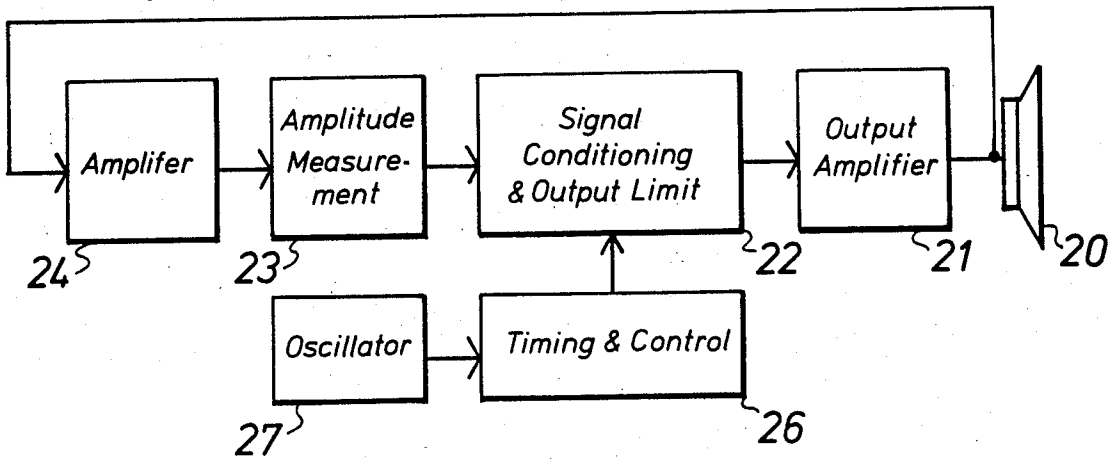 Amplifer
24
Amplitude
Measure-
ment
23
Signal
Conditioning
& Output Limit
22
Output
Amplifier
21
20
Oscillator
27
Timing & Control
26